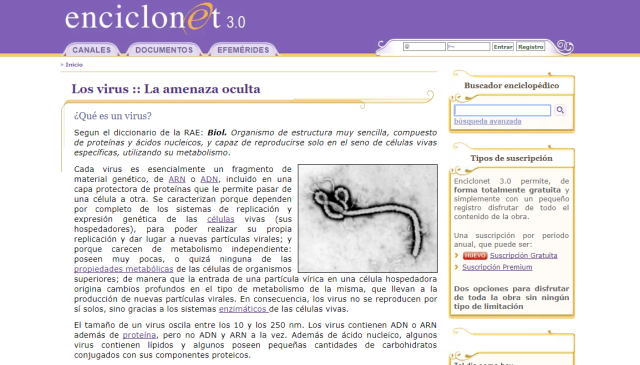 enciclonet 3.0
CANALES DOCUMENTOS EFEMÉRIDES
Entrar Registro
» Inicio
Los virus :: La amenaza oculta
¿Qué es un virus?
Segun el diccionario de la RAE: Biol. Organismo de estructura muy sencilla, compuesto
de proteínas y ácidos nucleicos, y capaz de reproducirse solo en el seno de células vivas
específicas, utilizando su metabolismo.
Cada virus es esencialmente un fragmento de
material genético, de ARN o ADN, incluido en una
capa protectora de proteínas que le permite pasar de
una célula a otra. Se caracterizan porque dependen
por completo de los sistemas de replicación y
expresión genética de las células vivas (sus
hospedadores), para poder realizar su propia
replicación y dar lugar a nuevas partículas virales; y
porque carecen de metabolismo independiente:
poseen muy pocas, o quizá ninguna de las
propiedades metabólicas de las células de organismos
superiores; de manera que la entrada de una partícula vírica en una célula hospedadora
origina cambios profundos en el tipo de metabolismo de la misma, que llevan a la
producción de nuevas partículas virales. En consecuencia, los virus no se reproducen por
sí solos, sino gracias a los sistemas enzimáticos de las células vivas.
El tamaño de un virus oscila entre los 10 y los 250 nm. Los virus contienen ADN o ARN
además de proteína, pero no ADN y ARN a la vez. Además de ácido nucleico, algunos
virus contienen lípidos y algunos poseen pequeñas cantidades de carbohidratos
conjugados con sus componentes proteicos.
Buscador enciclopédico
búsqueda avanzada
Tipos de suscripción
Enciclonet 3.0 permite, de
forma totalmente gratuita y
simplemente con un pequeño
registro disfrutar de todo el
contenido de la obra.
Una suscripción por periodo
anual, que puede ser:
NUEVO Suscripción Gratuita
Suscripción Premium
Dos opciones para disfrutar
de toda la obra sin ningún
tipo de limitación